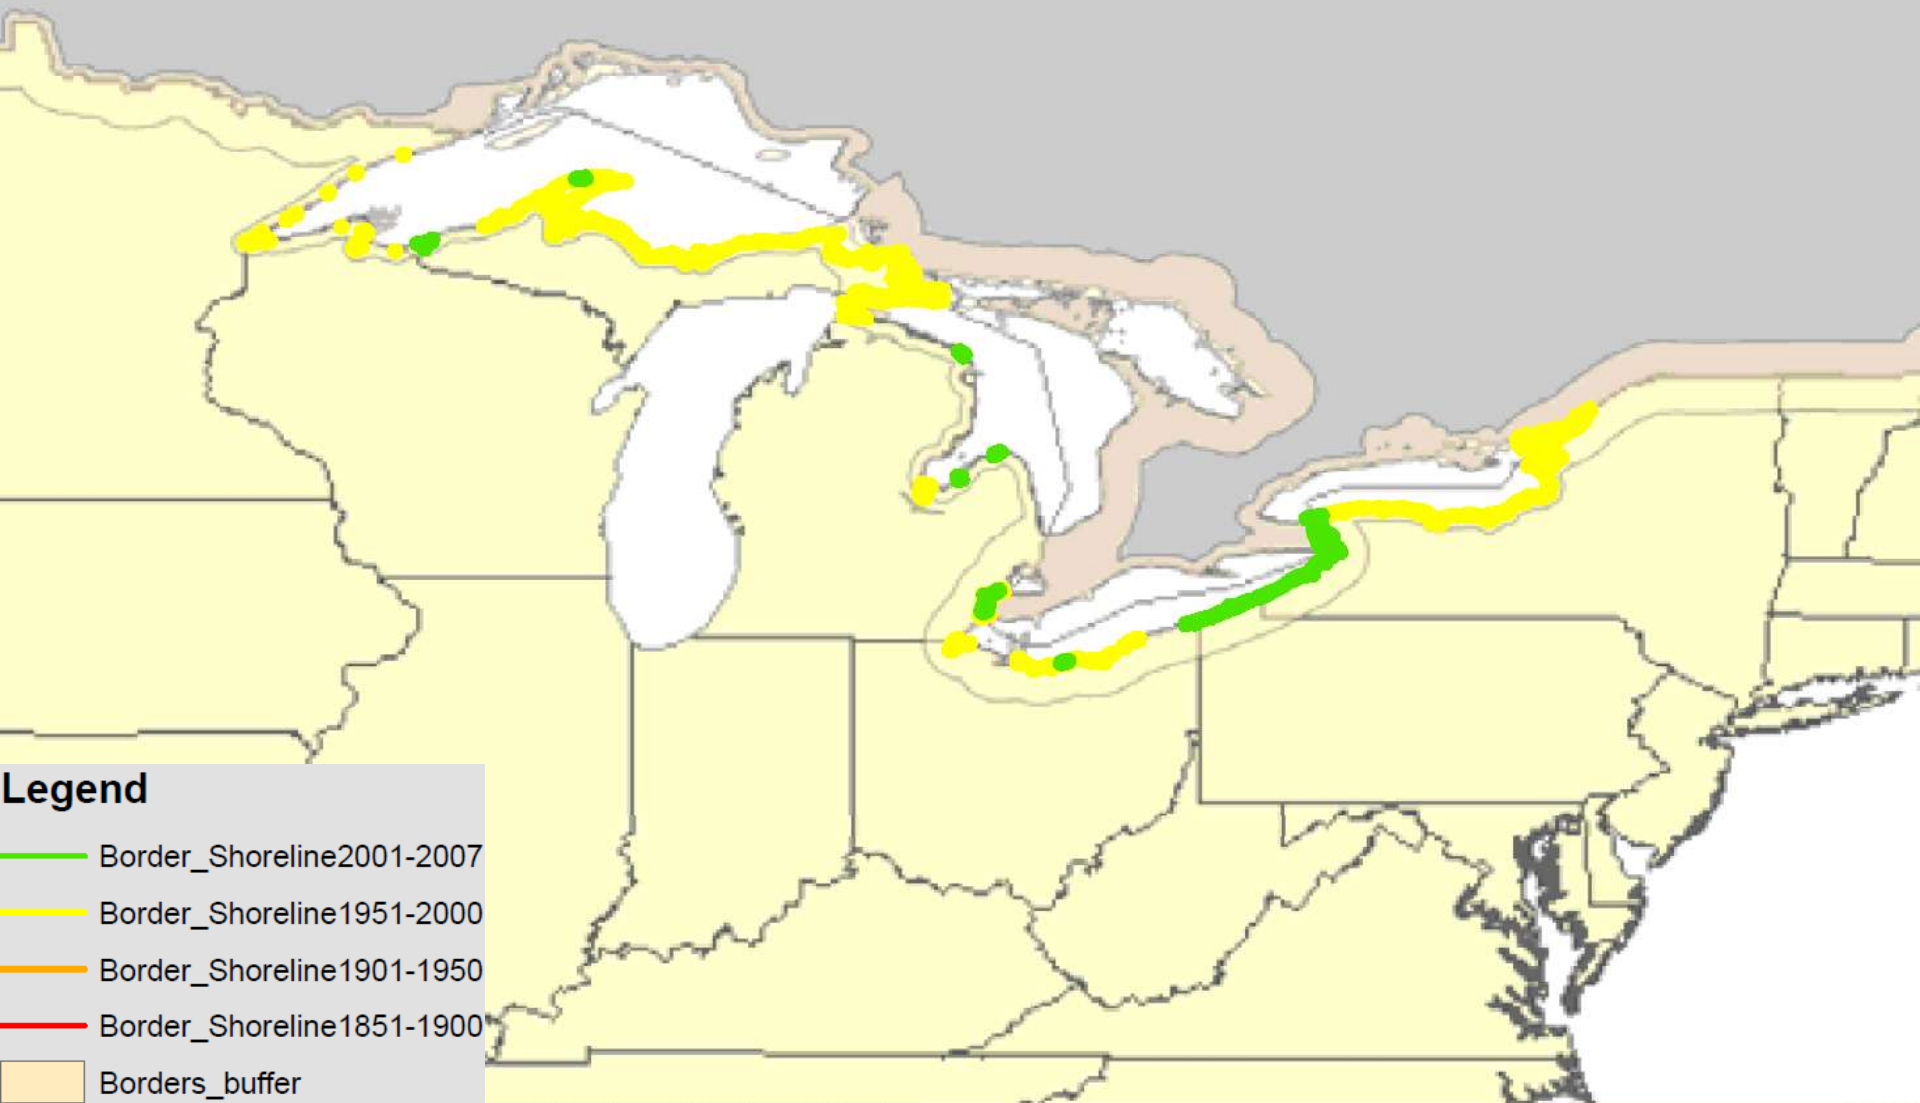 Legend
Border_Shoreline2001-2007
Border_Shoreline1951-2000
Border_Shoreline1901-1950
Border_Shoreline1851-1900
Borders_buffer